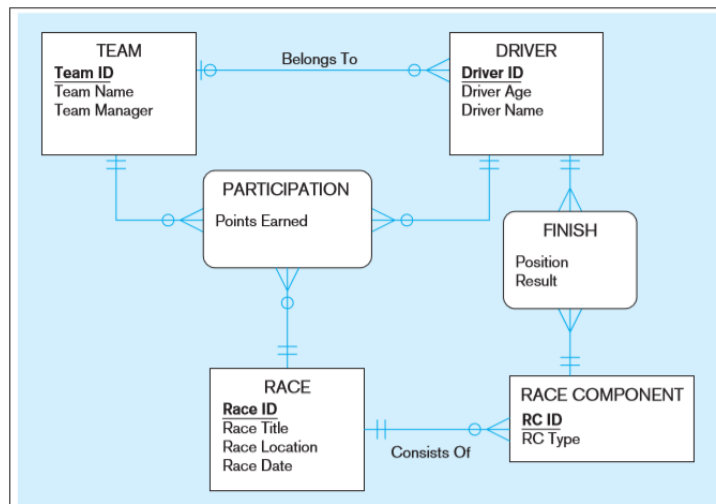 TEAM
Team ID
Team Name
Team Manager
Belongs To
DRIVER
Driver ID
Driver Age
Driver Name
PARTICIPATION
Points Earned
FINISH
Position
Result
RACE
Race ID
Race Title
Race Location
Race Date
Consists Of
RACE COMPONENT
RC ID
RC Type